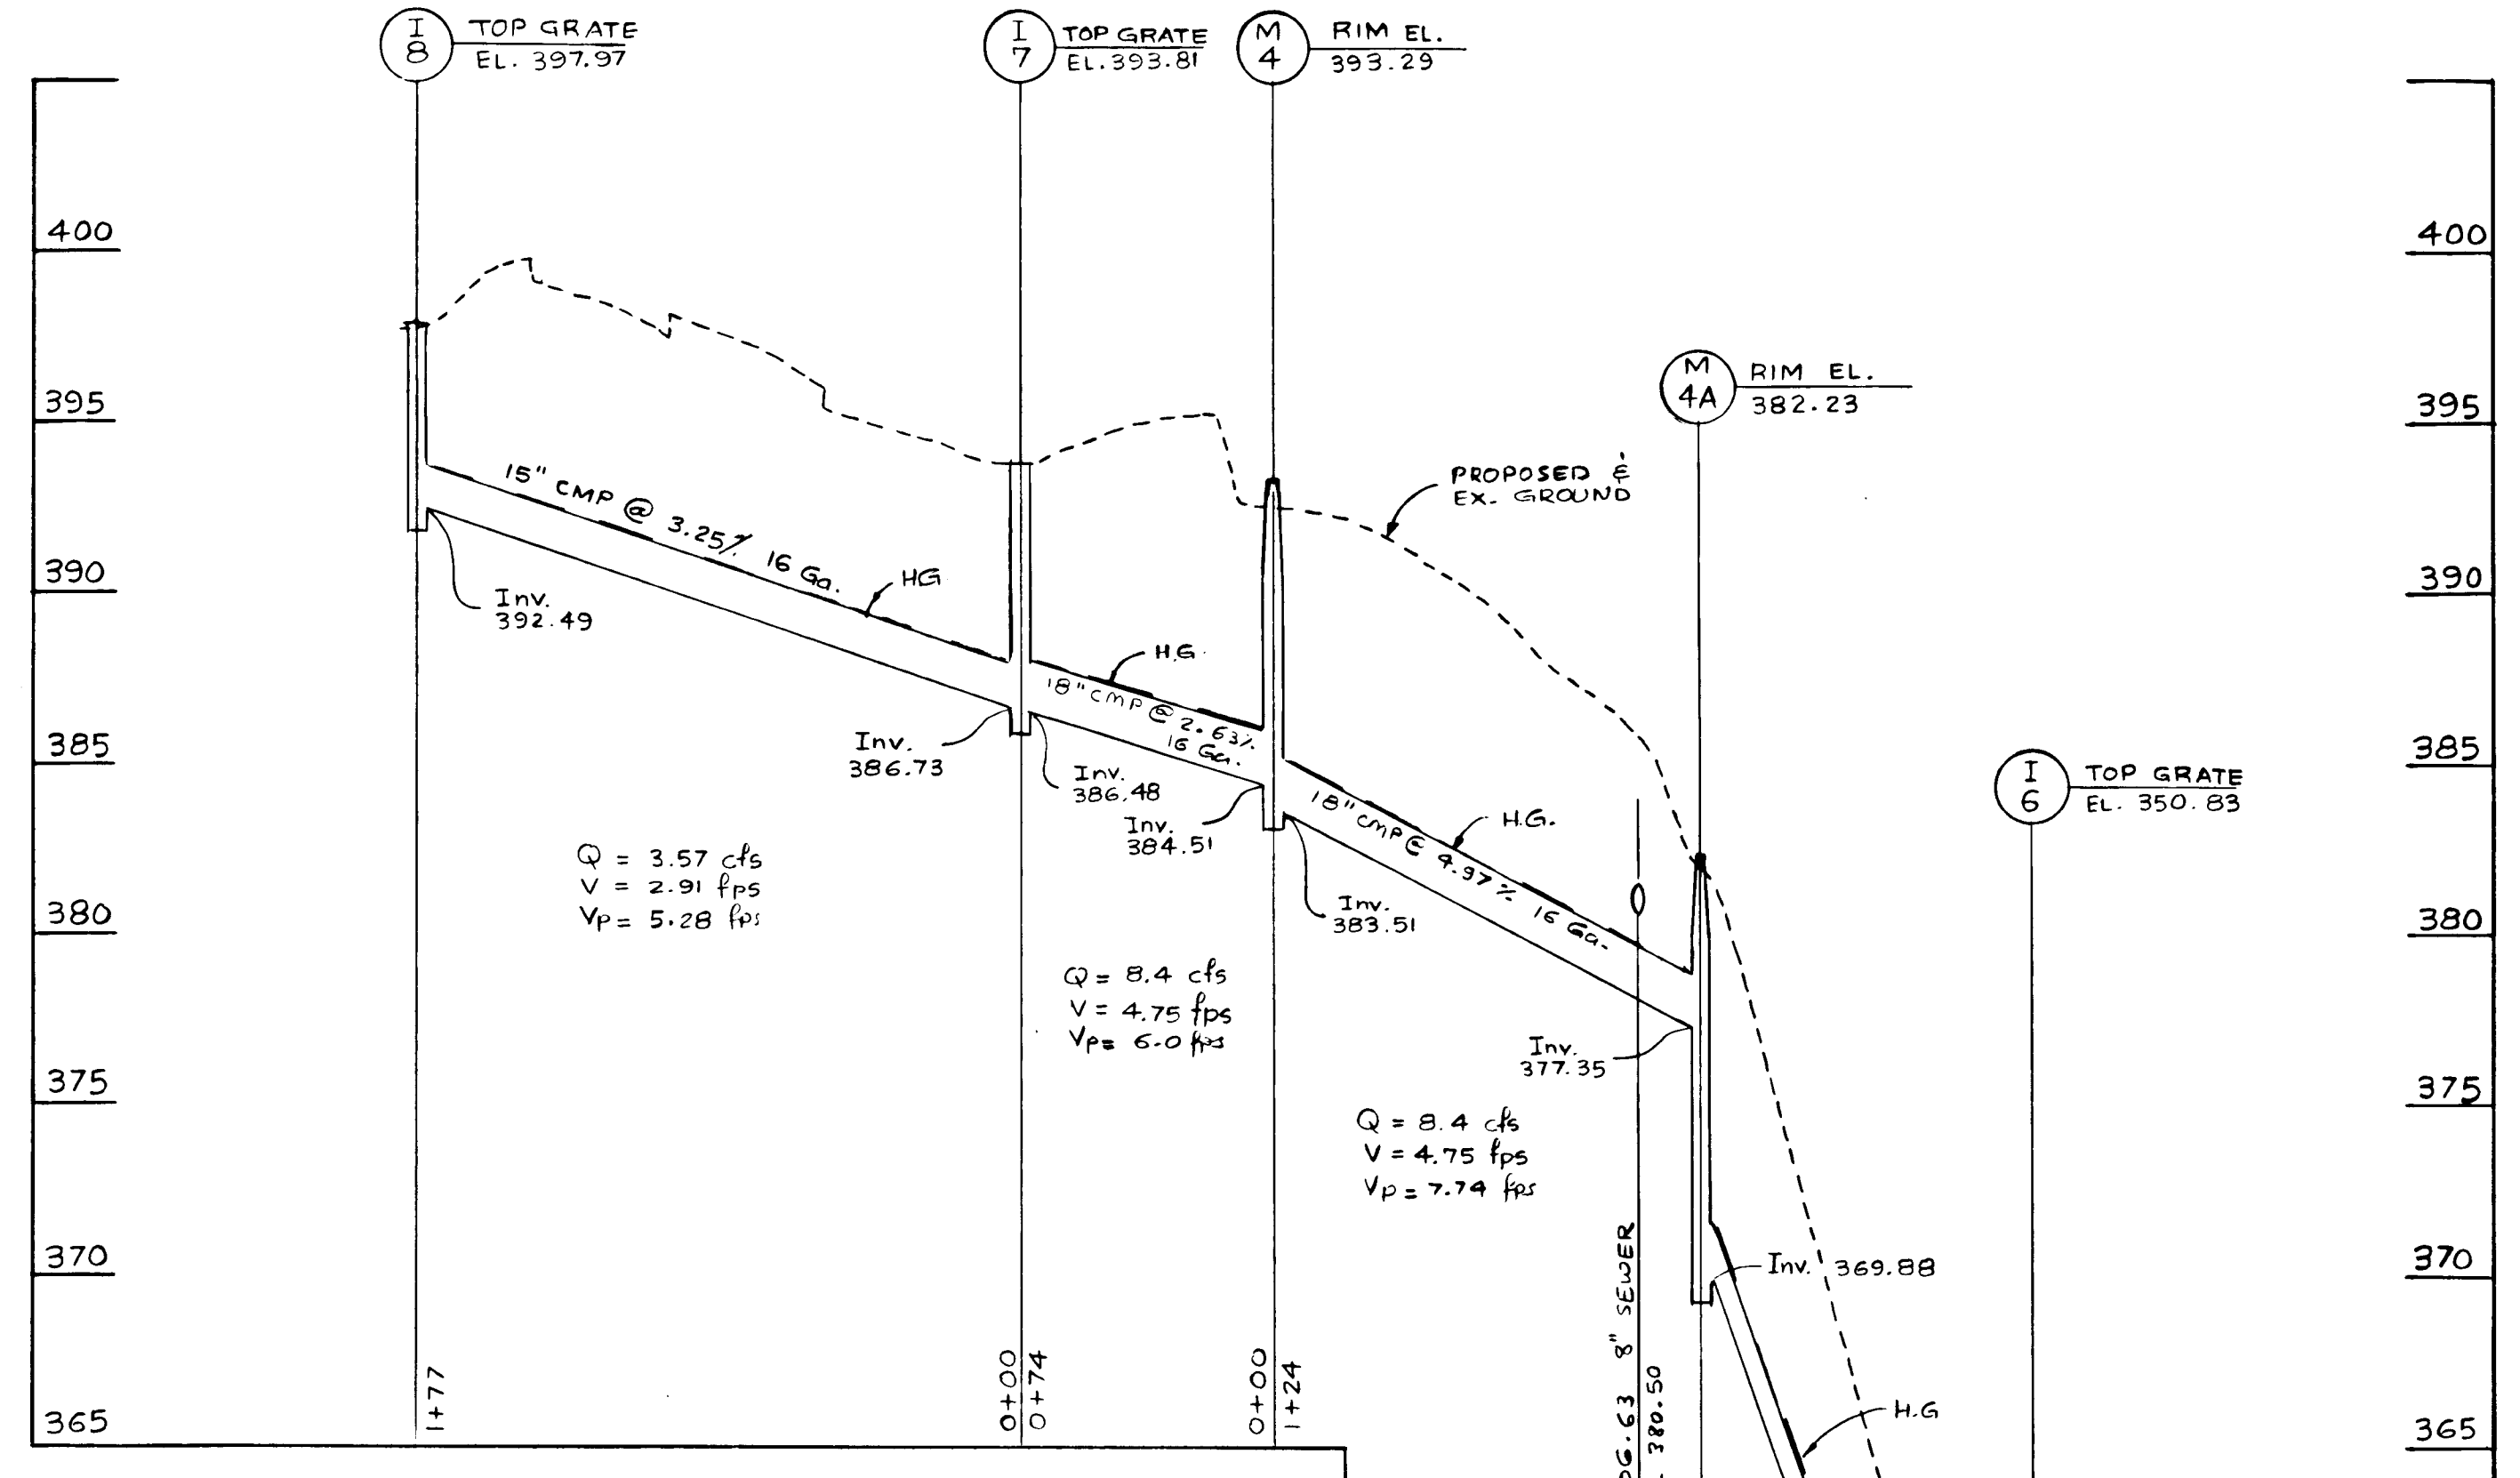 I 8
TOP GRATE
EL. 397.97
I 7
TOP GRATE
EL. 393.81
M 4
RIM EL.
393.29
M 4A
RIM EL.
382.23
I 6
TOP GRATE
EL. 350.83
400
395
390
385
380
375
370
365
400
395
390
385
380
375
370
365
15" CMP @ 3.25% 16 Ga.
HG
Inv.
392.49
Inv.
386.73
H.G.
18" CMP @ 2.63%
16 Ga.
Inv.
386.48
Inv.
384.51
PROPOSED &
EX. GROUND
18" CMP @ 4.97% 16 Ga.
H.G.
Inv.
383.51
Inv.
377.35
Q = 3.57 cfs
V = 2.91 fps
Vp = 5.28 fps
Q = 8.4 cfs
V = 4.75 fps
Vp = 6.0 fps
Q = 8.4 cfs
V = 4.75 fps
Vp = 7.74 fps
Inv. 369.88
H.G
1+77
0+00
0+74
0+00
1+24
6.63 8" SEWER
380.50